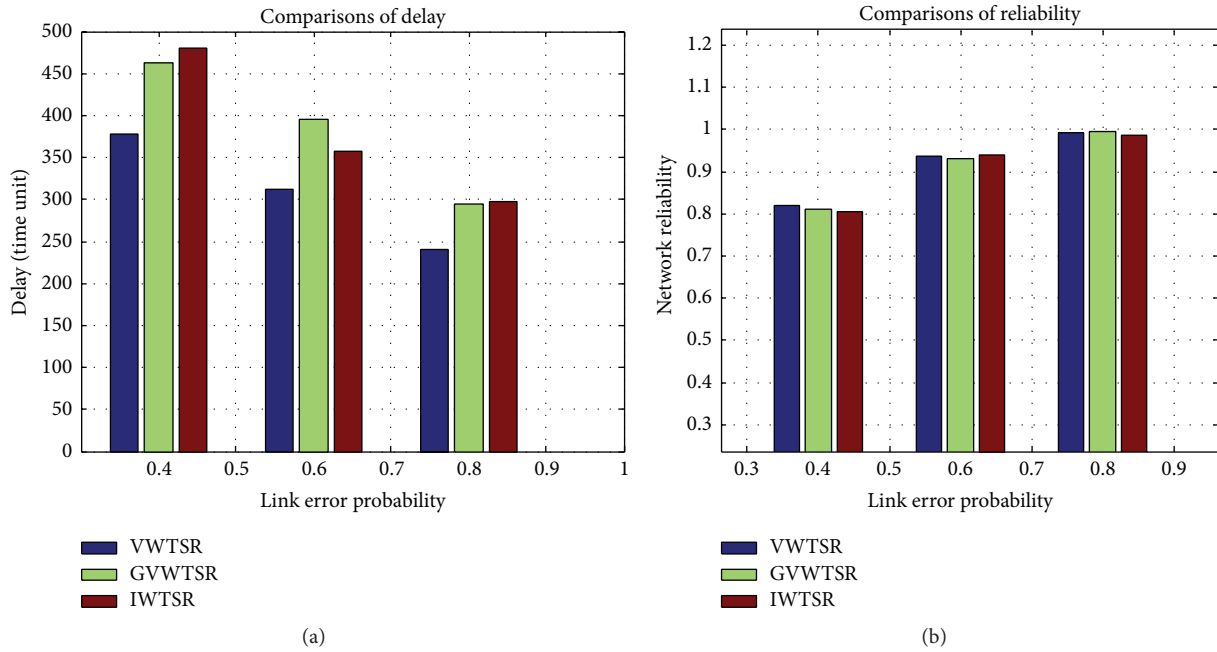 Comparisons of delay
500
450
400
350
300
250
200
150
100
50
0
Delay (time unit)
0.4 0.5 0.6 0.7 0.8 0.9 1
Link error probability
VWTSR
GVWTSR
IWTSR
(a)
Comparisons of reliability
1.2
1.1
1
0.9
0.8
0.7
0.6
0.5
0.4
0.3
Network reliability
0.3 0.4 0.5 0.6 0.7 0.8 0.9
Link error probability
VWTSR
GVWTSR
IWTSR
(b)